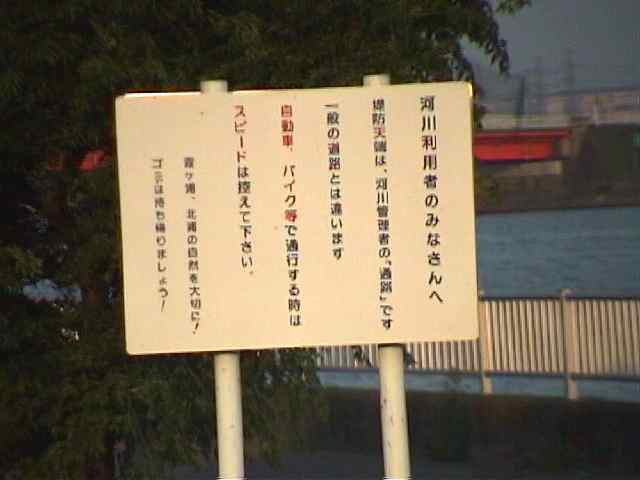 河川利用者のみなさんへ
堤防天端は、河川管理者の「通路」です
一般の道路とは違います
自動車、バイク等で通行する時は
スピードは控えて下さい。
霞ヶ浦、北浦の自然を大切に!
ゴミは持ち帰りましょう!